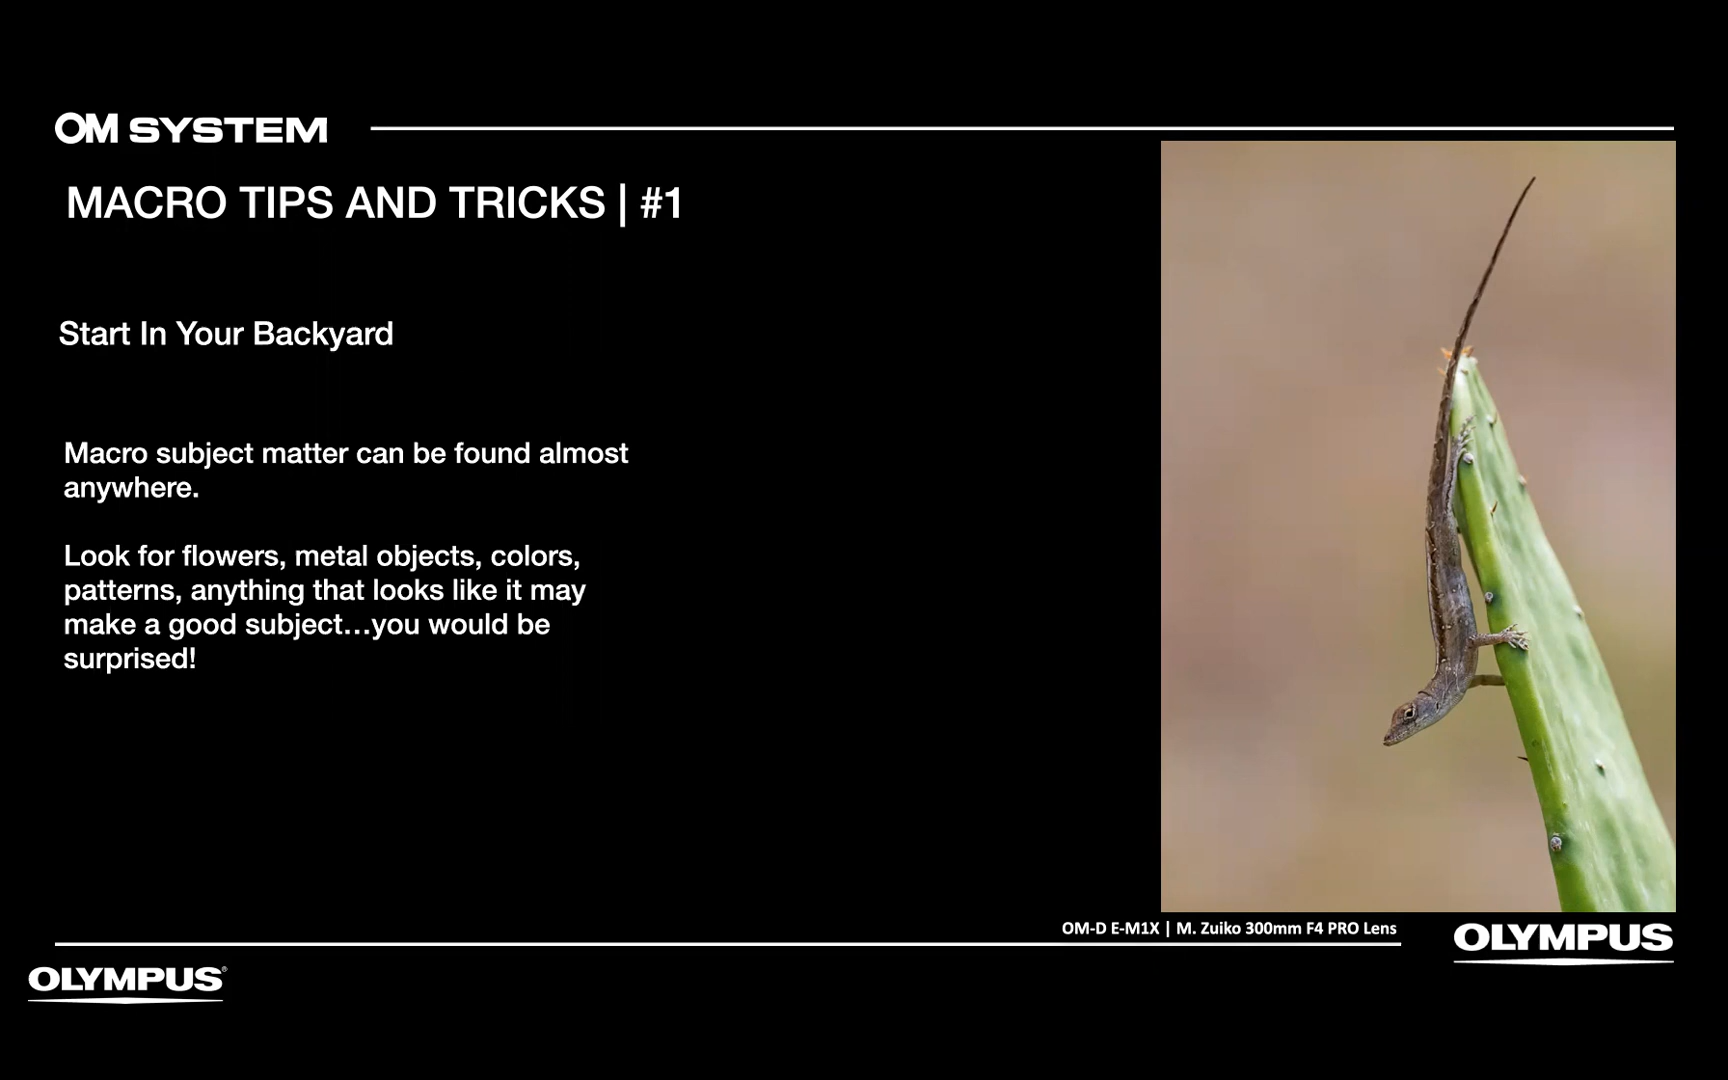 OM SYSTEM
MACRO TIPS AND TRICKS | #1
Start In Your Backyard
Macro subject matter can be found almost
anywhere.
Look for flowers, metal objects, colors,
patterns, anything that looks like it may
make a good subject...you would be
surprised!
OM-D E-M1X | M. Zuiko 300mm F4 PRO Lens
OLYMPUS
OLYMPUS®